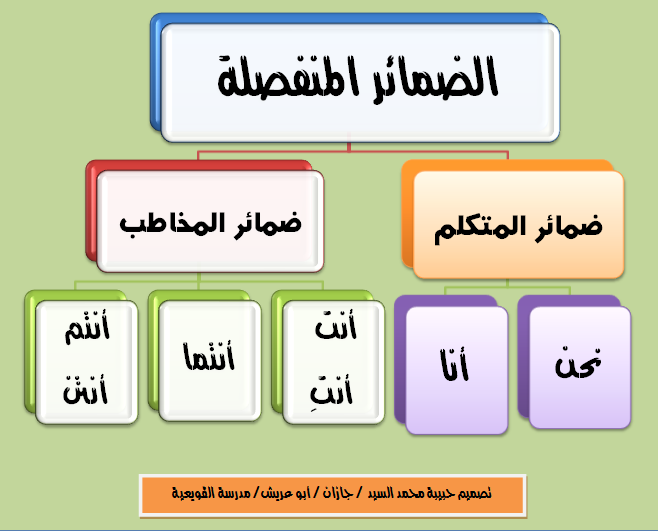 الضمائر المنفصلة
ضمائر المتكلم
ضمائر المخاطب
نحن
أنا
أنتَ
أنتِ
أنتما
أنتم
أنتن
تصميم حبيبة محمد السيد / جازان / أبو عريش/ مدرسة القويعية